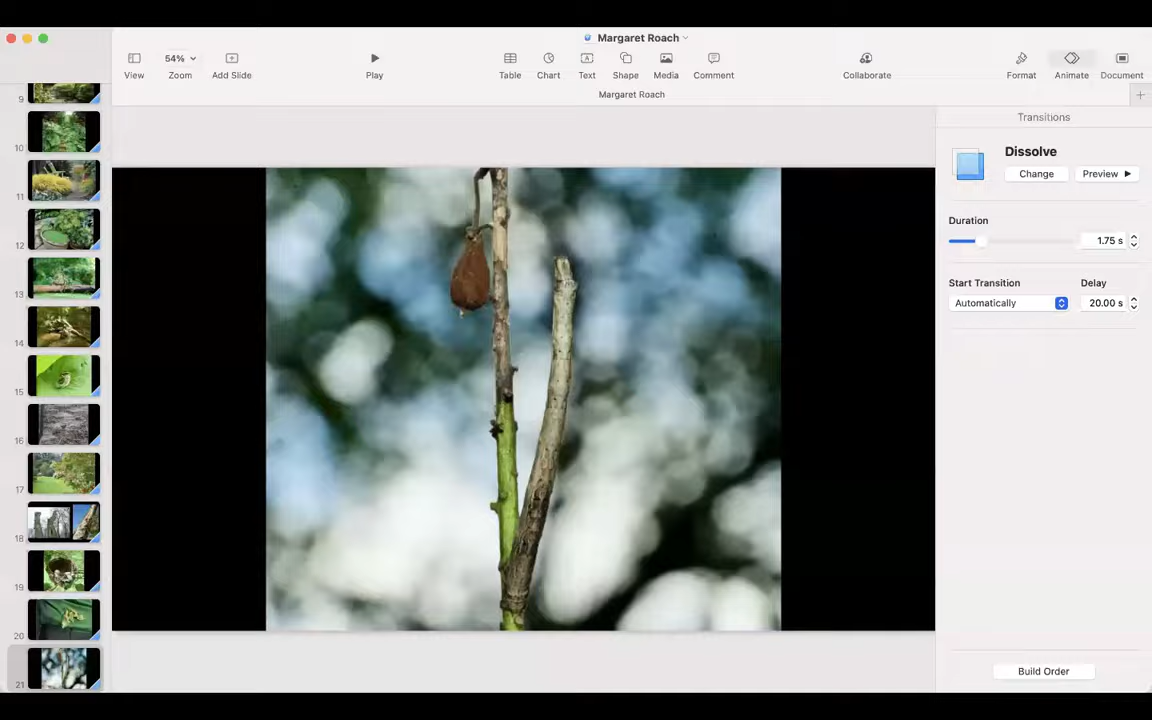 Margaret Roach
54%
View
Zoom
Add Slide
Play
Table
Chart
Text
Shape
Media
Comment
Collaborate
Format
Animate
Document
Margaret Roach
Transitions
Dissolve
Change
Preview
Duration
1.75 s
Start Transition
Delay
Automatically
20.00 s
Build Order
9
10
11
12
13
14
15
16
17
18
19
20
21